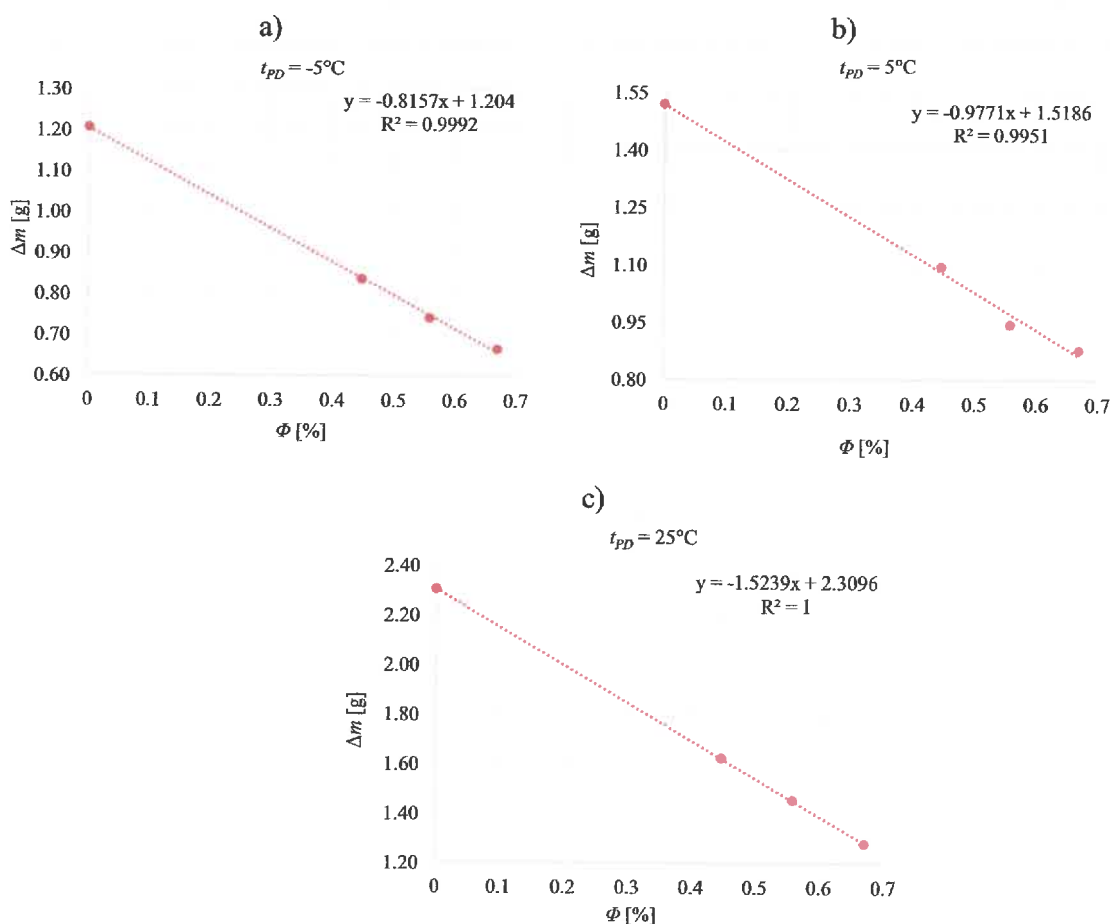 a)
t_PD = -5°C
y = -0.8157x + 1.204
R² = 0.9992
1.30
1.20
1.10
1.00
0.90
0.80
0.70
0.60
Δm [g]
0 0.1 0.2 0.3 0.4 0.5 0.6 0.7
Φ [%]
b)
t_PD = 5°C
y = -0.9771x + 1.5186
R² = 0.9951
1.55
1.40
1.25
1.10
0.95
0.80
Δm [g]
0 0.1 0.2 0.3 0.4 0.5 0.6 0.7
Φ [%]
c)
t_PD = 25°C
y = -1.5239x + 2.3096
R² = 1
2.40
2.20
2.00
1.80
1.60
1.40
1.20
Δm [g]
0 0.1 0.2 0.3 0.4 0.5 0.6 0.7
Φ [%]